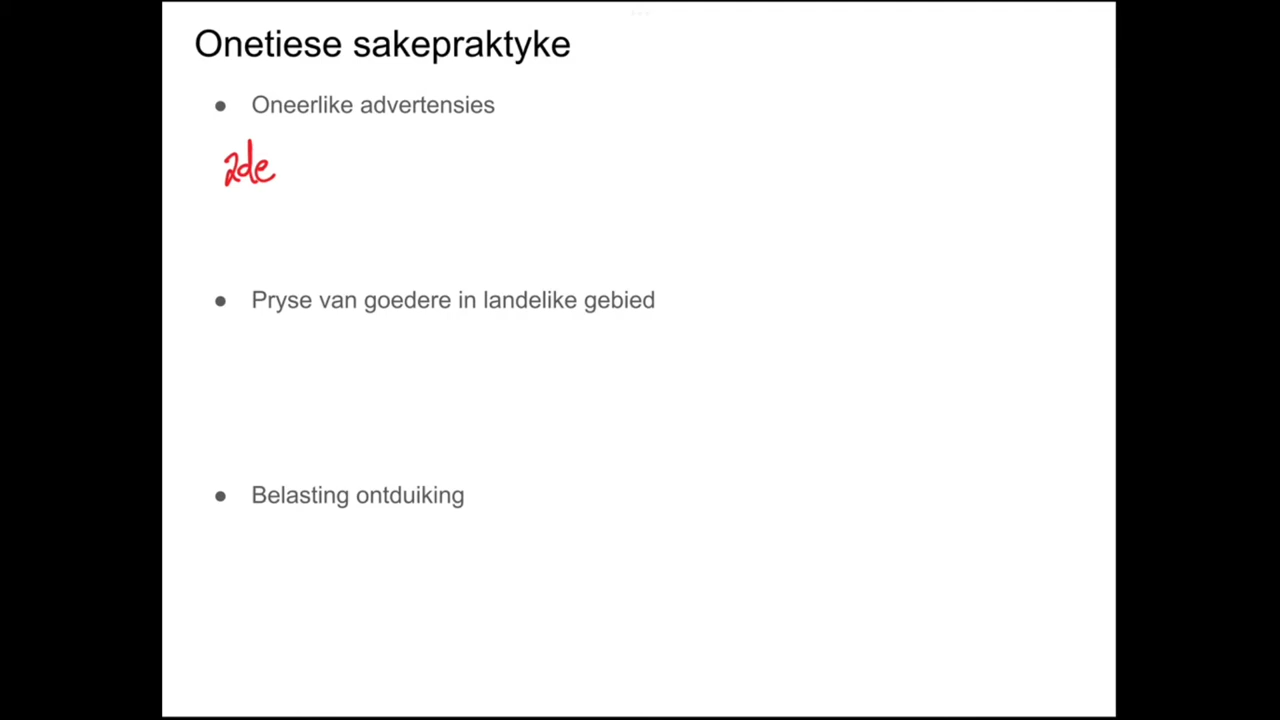 Onetiese sakepraktyke
● Oneerlike advertensies
2de
● Pryse van goedere in landelike gebied
● Belasting ontduiking